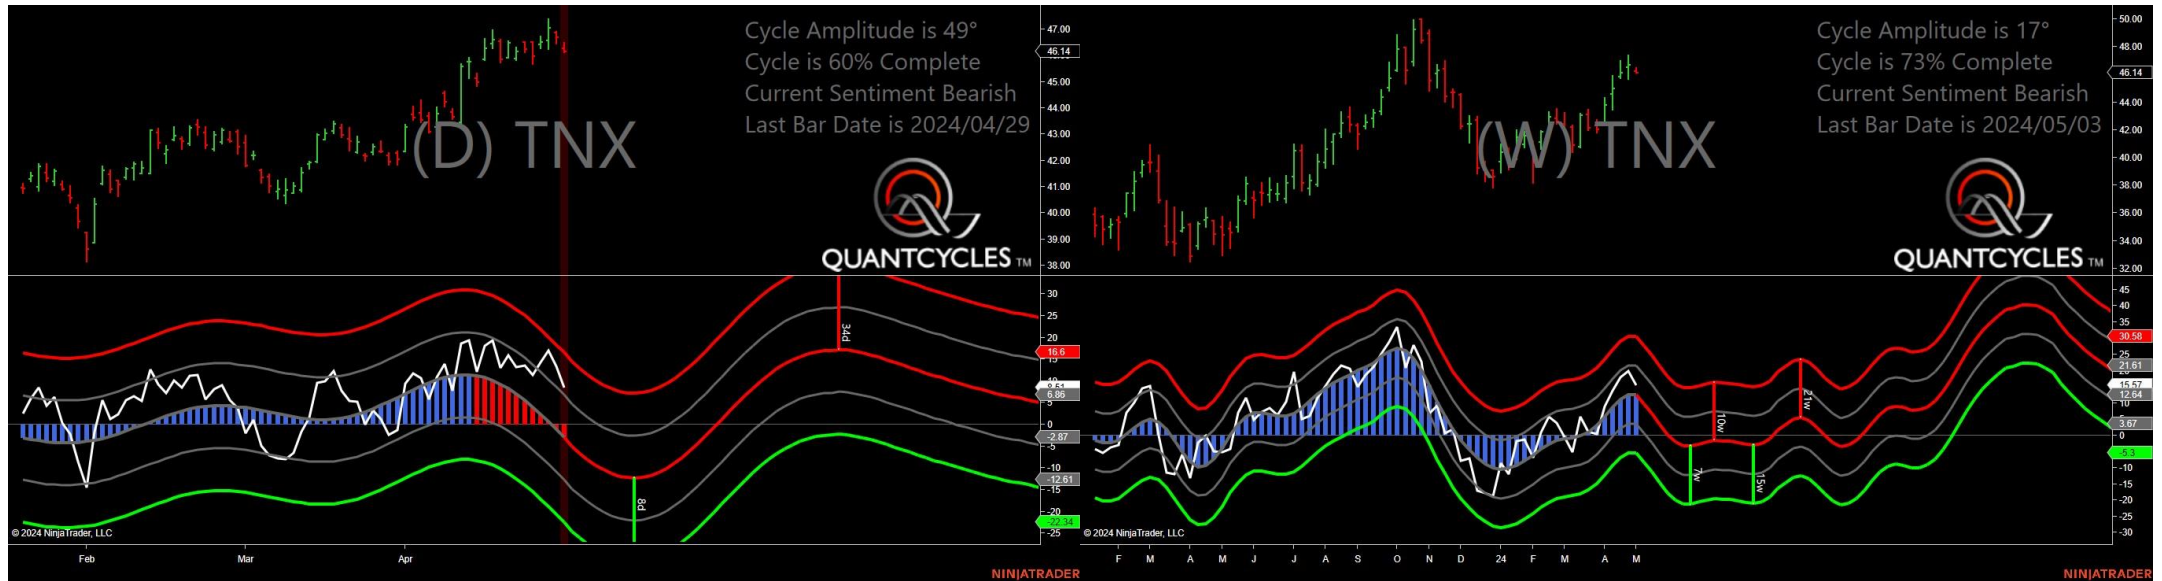 Cycle Amplitude is 49°
Cycle is 60% Complete
Current Sentiment Bearish
Last Bar Date is 2024/04/29
(D) TNX
QUANTCYCLES TM
47.00
46.14
45.00
44.00
43.00
42.00
41.00
40.00
39.00
38.00
34d
8d
30
25
20
16.6
6.86
5
0
-2.87
-5
-10
-12.61
-15
-20
-22.34
-25
© 2024 NinjaTrader, LLC
Feb Mar Apr
NINJATRADER
Cycle Amplitude is 17°
Cycle is 73% Complete
Current Sentiment Bearish
Last Bar Date is 2024/05/03
(W) TNX
QUANTCYCLES TM
50.00
48.00
46.14
44.00
42.00
40.00
38.00
36.00
34.00
32.00
10w
21w
7w
15w
45
40
35
30.58
25
21.61
15.57
12.64
10
3.67
0
-5.3
-10
-15
-20
-25
-30
© 2024 NinjaTrader, LLC
F M A M J J A S O N D 24 F M A M
NINJATRADER